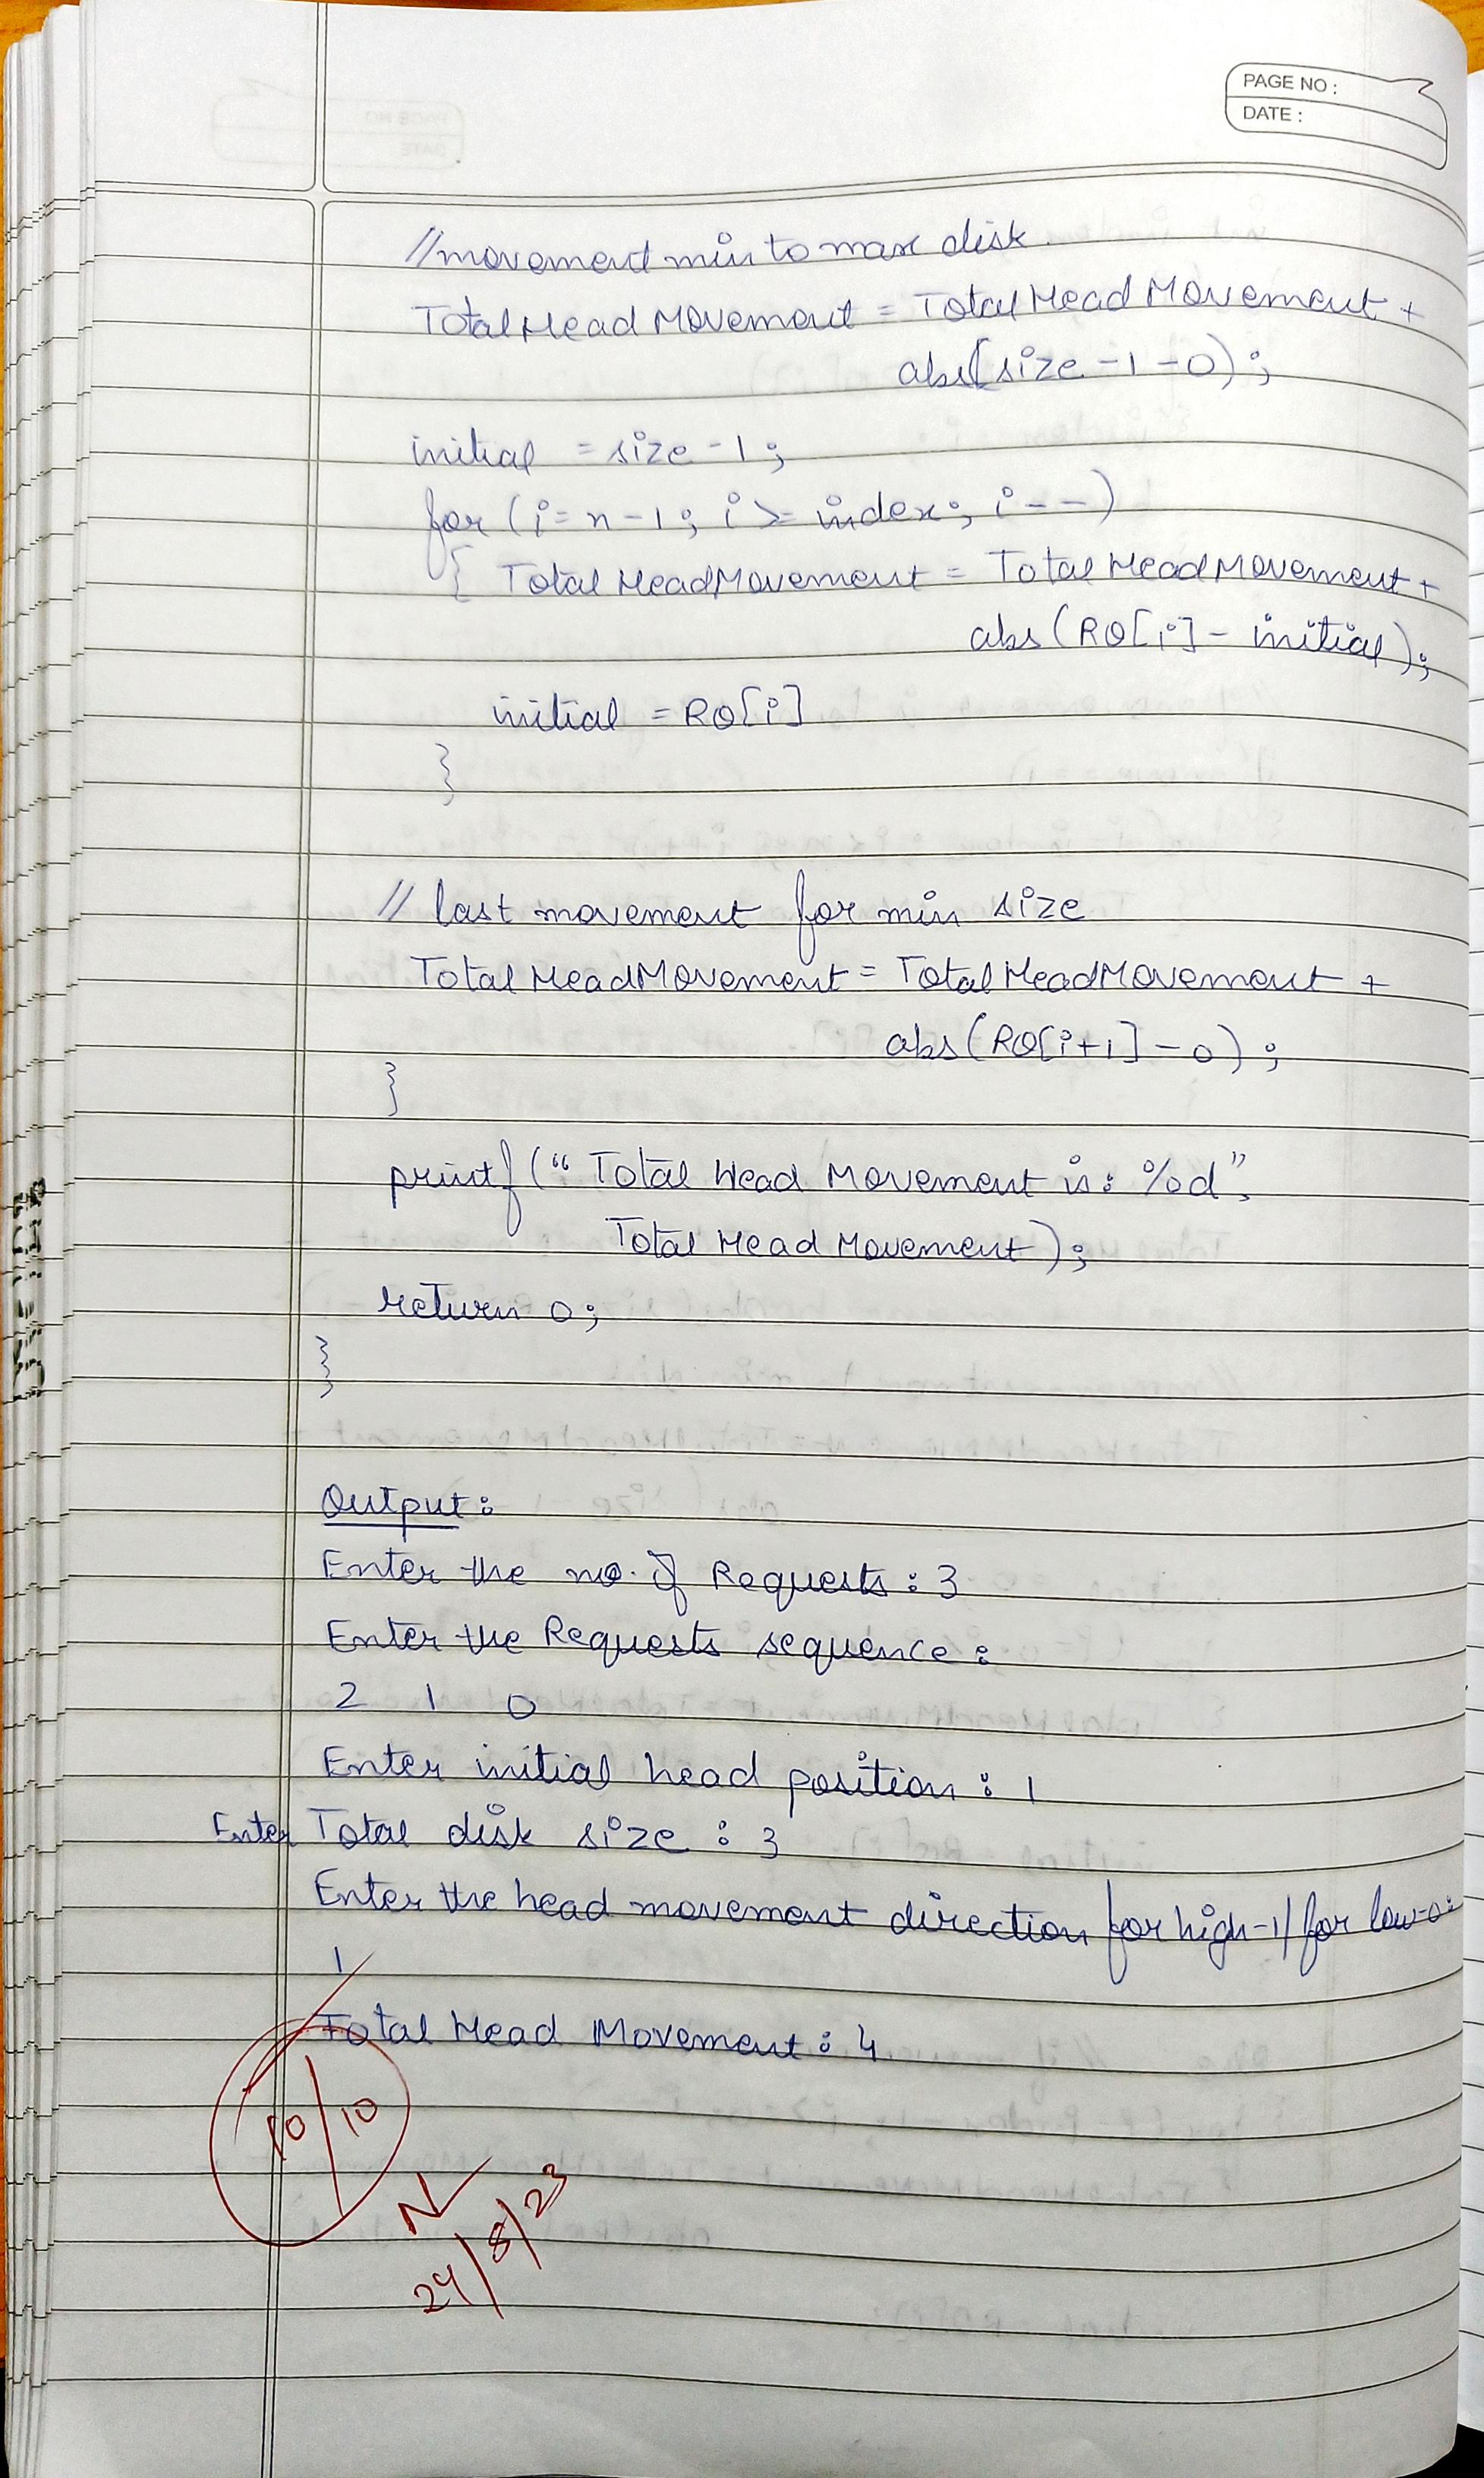 PAGE NO :
DATE :
//movement min to max disk
TotalHeadMovement = TotalHeadMovement +
abs(size -1 -0);
initial = size -1;
for (i= n -1; i >= index; i--)
{ TotalHeadMovement = TotalHeadMovement +
abs(RQ[i] - initial);
initial = RQ[i]
}
// last movement for min size
TotalHeadMovement = TotalHeadMovement +
abs(RQ[i+1] -0);
}
printf (“ Total Head Movement is: %d”,
Total Head Movement);
return 0;
}
Output:
Enter the no. of Requests : 3
Enter the Requests sequence :
2 1 0
Enter initial head position : 1
Enter Total disk size : 3
Enter the head movement direction for high-1/for low-0:
1
Total Head Movement : 4
10/10
24/8/23